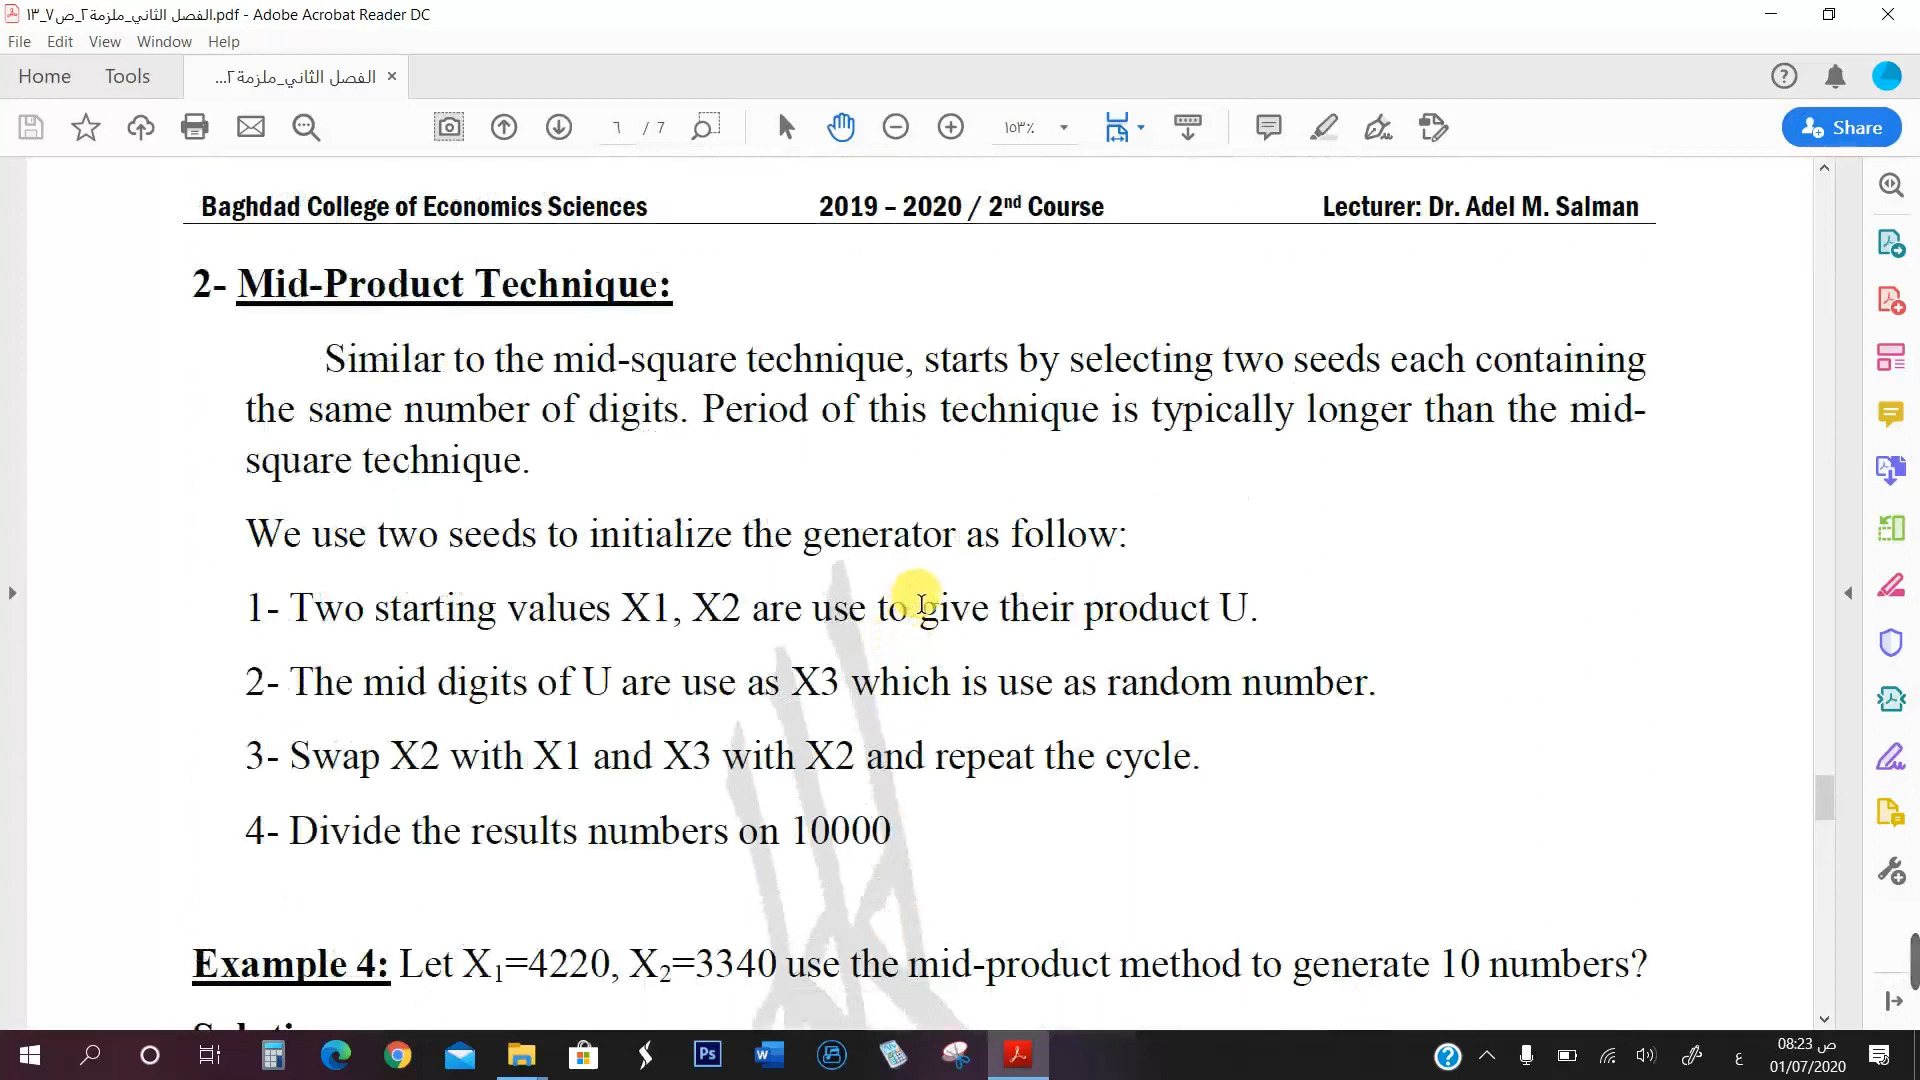 الفصل الثاني_ملزمة٢_ص٧_١٣.pdf - Adobe Acrobat Reader DC
File Edit View Window Help
Home Tools الفصل الثاني_ملزمة٢... ×
٦ / 7 ١٥٣٪ Share
Baghdad College of Economics Sciences 2019 – 2020 / 2nd Course Lecturer: Dr. Adel M. Salman
2- Mid-Product Technique:
Similar to the mid-square technique, starts by selecting two seeds each containing
the same number of digits. Period of this technique is typically longer than the mid-
square technique.
We use two seeds to initialize the generator as follow:
1- Two starting values X1, X2 are use to give their product U.
2- The mid digits of U are use as X3 which is use as random number.
3- Swap X2 with X1 and X3 with X2 and repeat the cycle.
4- Divide the results numbers on 10000
Example 4: Let X₁=4220, X₂=3340 use the mid-product method to generate 10 numbers?
Ps W ع 08:23 ص
01/07/2020